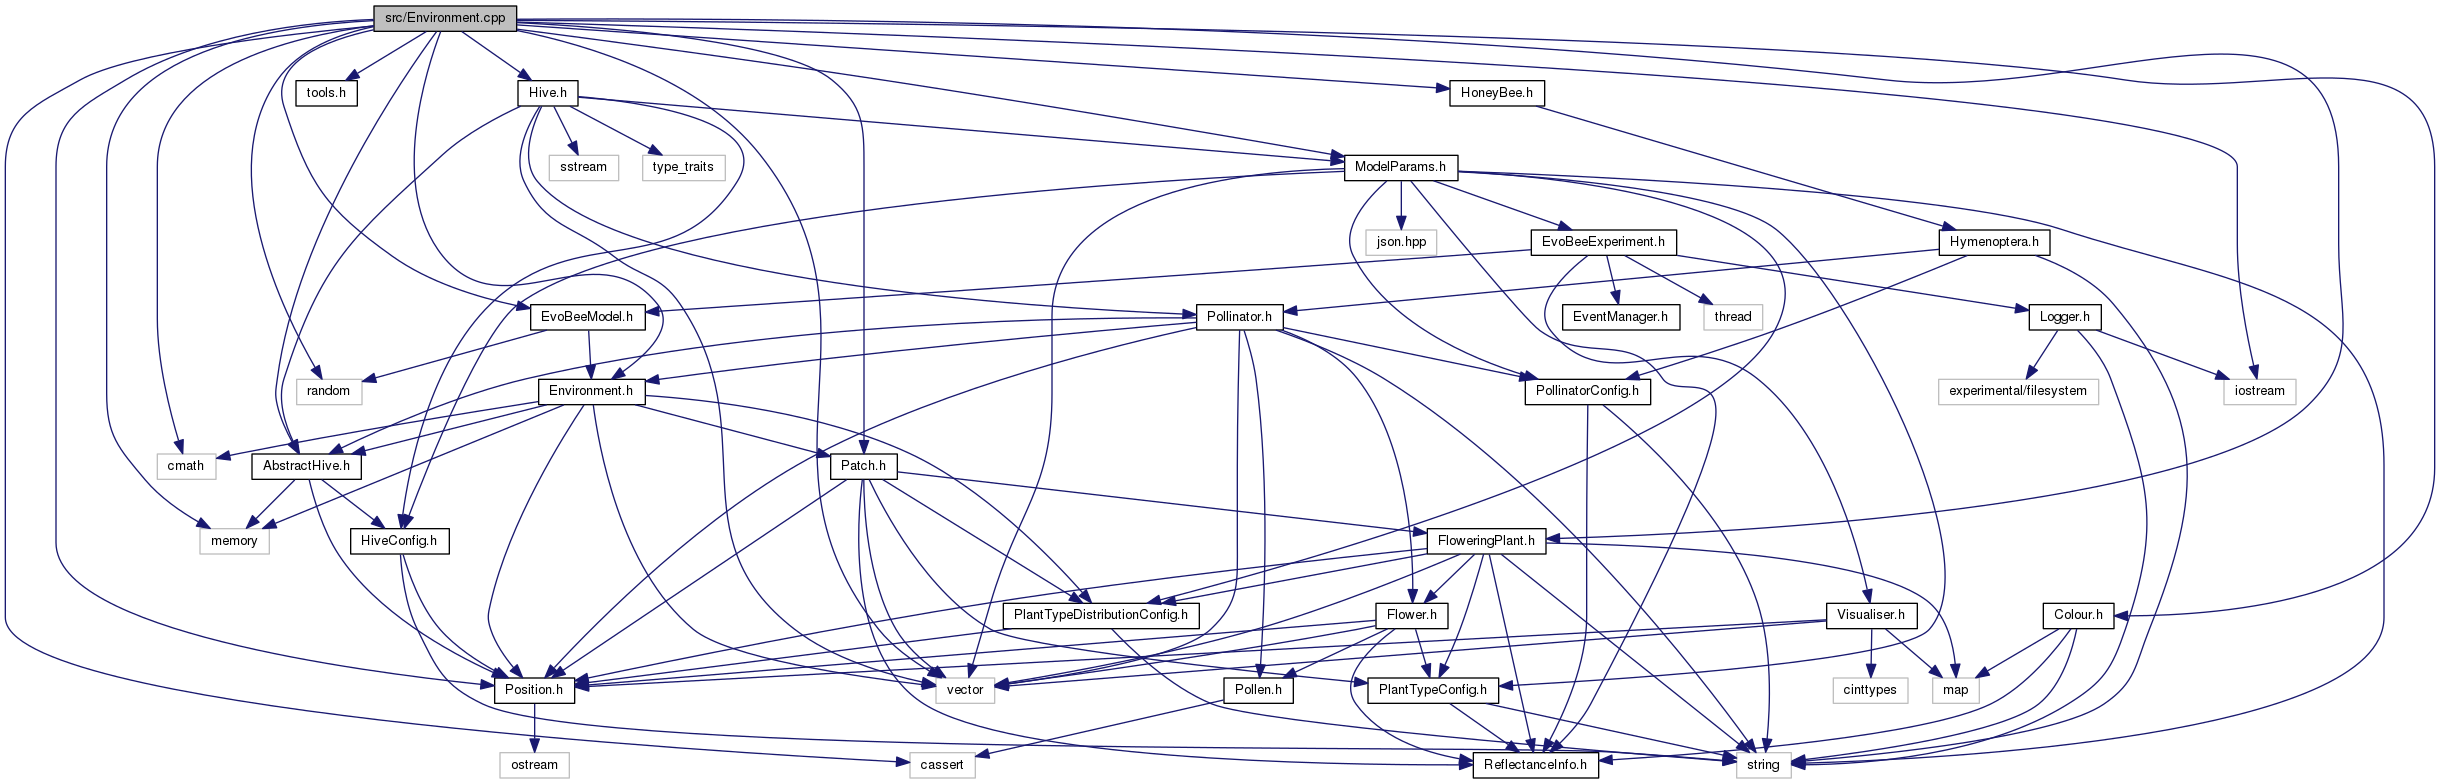 src/Environment.cpp
tools.h
Hive.h
HoneyBee.h
sstream
type_traits
ModelParams.h
json.hpp
EvoBeeExperiment.h
Hymenoptera.h
EvoBeeModel.h
Pollinator.h
EventManager.h
thread
Logger.h
random
Environment.h
PollinatorConfig.h
experimental/filesystem
iostream
cmath
AbstractHive.h
Patch.h
memory
HiveConfig.h
FloweringPlant.h
PlantTypeDistributionConfig.h
Flower.h
Visualiser.h
Colour.h
Position.h
vector
Pollen.h
PlantTypeConfig.h
cinttypes
map
ostream
cassert
ReflectanceInfo.h
string